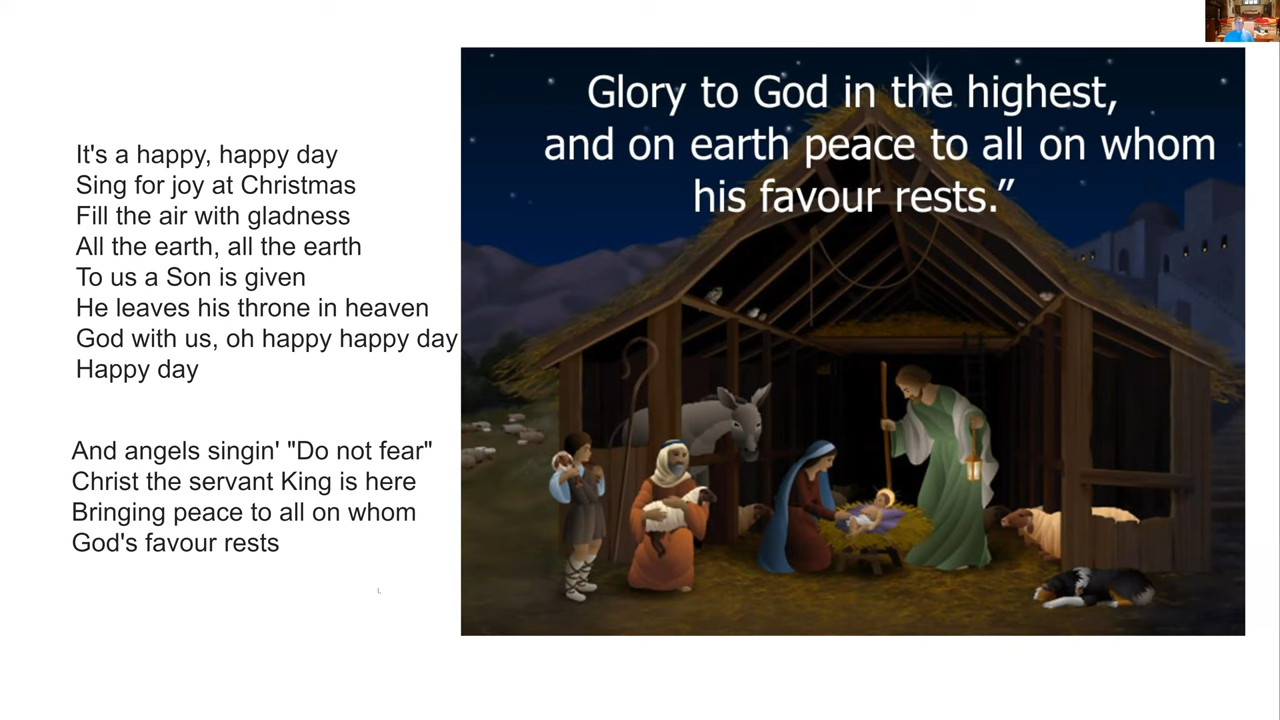 It's a happy, happy day
Sing for joy at Christmas
Fill the air with gladness
All the earth, all the earth
To us a Son is given
He leaves his throne in heaven
God with us, oh happy happy day
Happy day
And angels singin' "Do not fear"
Christ the servant King is here
Bringing peace to all on whom
God's favour rests
Glory to God in the highest,
and on earth peace to all on whom
his favour rests.”